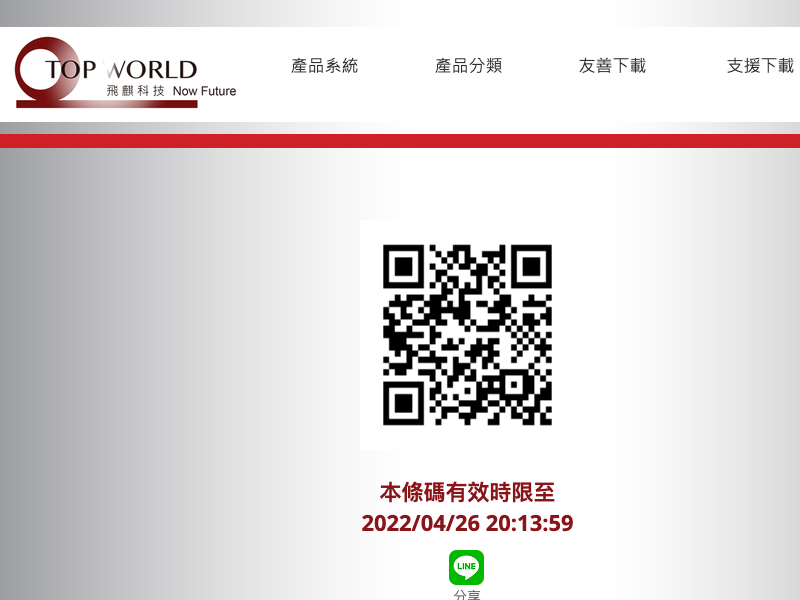 TOP WORLD
飛麒科技 Now Future
產品系統
產品分類
友善下載
支援下載
本條碼有效時限至
2022/04/26 20:13:59
LINE
分享